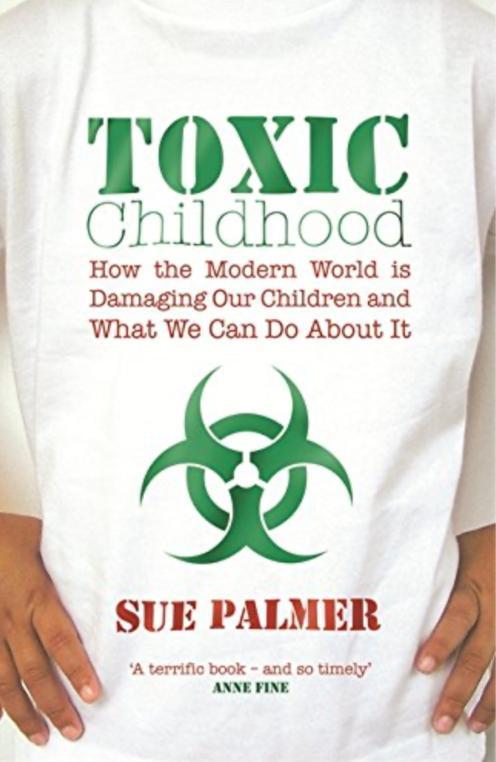 TOXIC
Childhood
How the Modern World is
Damaging Our Children and
What We Can Do About It
SUE PALMER
‘A terrific book – and so timely’
ANNE FINE